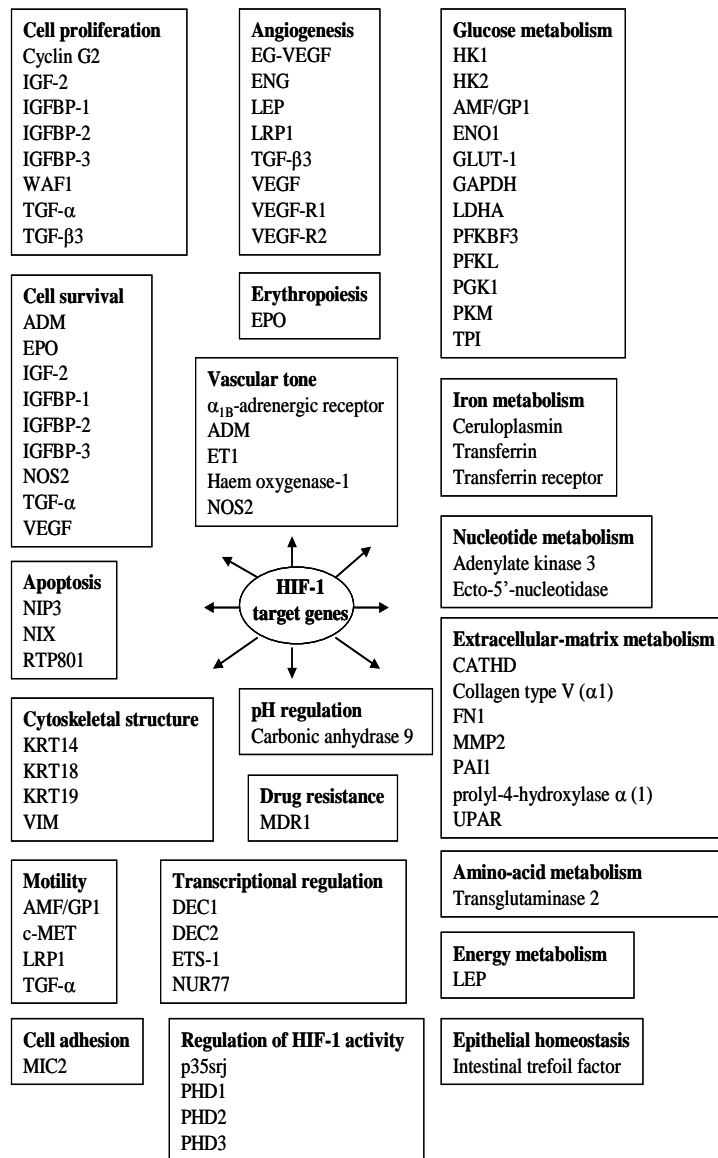 Cell proliferation
Cyclin G2
IGF-2
IGFBP-1
IGFBP-2
IGFBP-3
WAF1
TGF-α
TGF-β3
Angiogenesis
EG-VEGF
ENG
LEP
LRP1
TGF-β3
VEGF
VEGF-R1
VEGF-R2
Glucose metabolism
HK1
HK2
AMF/GP1
ENO1
GLUT-1
GAPDH
LDHA
PFKBF3
PFKL
PGK1
PKM
TPI
Cell survival
ADM
EPO
IGF-2
IGFBP-1
IGFBP-2
IGFBP-3
NOS2
TGF-α
VEGF
Erythropoiesis
EPO
Vascular tone
α1B-adrenergic receptor
ADM
ET1
Haem oxygenase-1
NOS2
Iron metabolism
Ceruloplasmin
Transferrin
Transferrin receptor
Nucleotide metabolism
Adenylate kinase 3
Ecto-5’-nucleotidase
Apoptosis
NIP3
NIX
RTP801
HIF-1
target genes
Extracellular-matrix metabolism
CATHD
Collagen type V (α1)
FN1
MMP2
PAI1
prolyl-4-hydroxylase α (1)
UPAR
Cytoskeletal structure
KRT14
KRT18
KRT19
VIM
pH regulation
Carbonic anhydrase 9
Drug resistance
MDR1
Motility
AMF/GP1
c-MET
LRP1
TGF-α
Transcriptional regulation
DEC1
DEC2
ETS-1
NUR77
Amino-acid metabolism
Transglutaminase 2
Energy metabolism
LEP
Cell adhesion
MIC2
Regulation of HIF-1 activity
p35srj
PHD1
PHD2
PHD3
Epithelial homeostasis
Intestinal trefoil factor